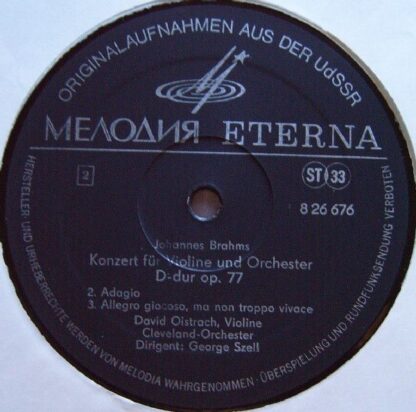 ORIGINALAUFNAHMEN AUS DER UdSSR
МЕЛОДИЯ ETERNA
2
ST 33
8 26 676
Johannes Brahms
Konzert für Violine und Orchester
D-dur op. 77
2. Adagio
3. Allegro giocoso, ma non troppo vivace
David Oistrach, Violine
Cleveland-Orchester
Dirigent: George Szell
HERSTELLER- UND URHEBERRECHTE WERDEN VON MELODIA WAHRGENOMMEN · ÜBERSPIELUNG UND RUNDFUNKSENDUNG VERBOTEN